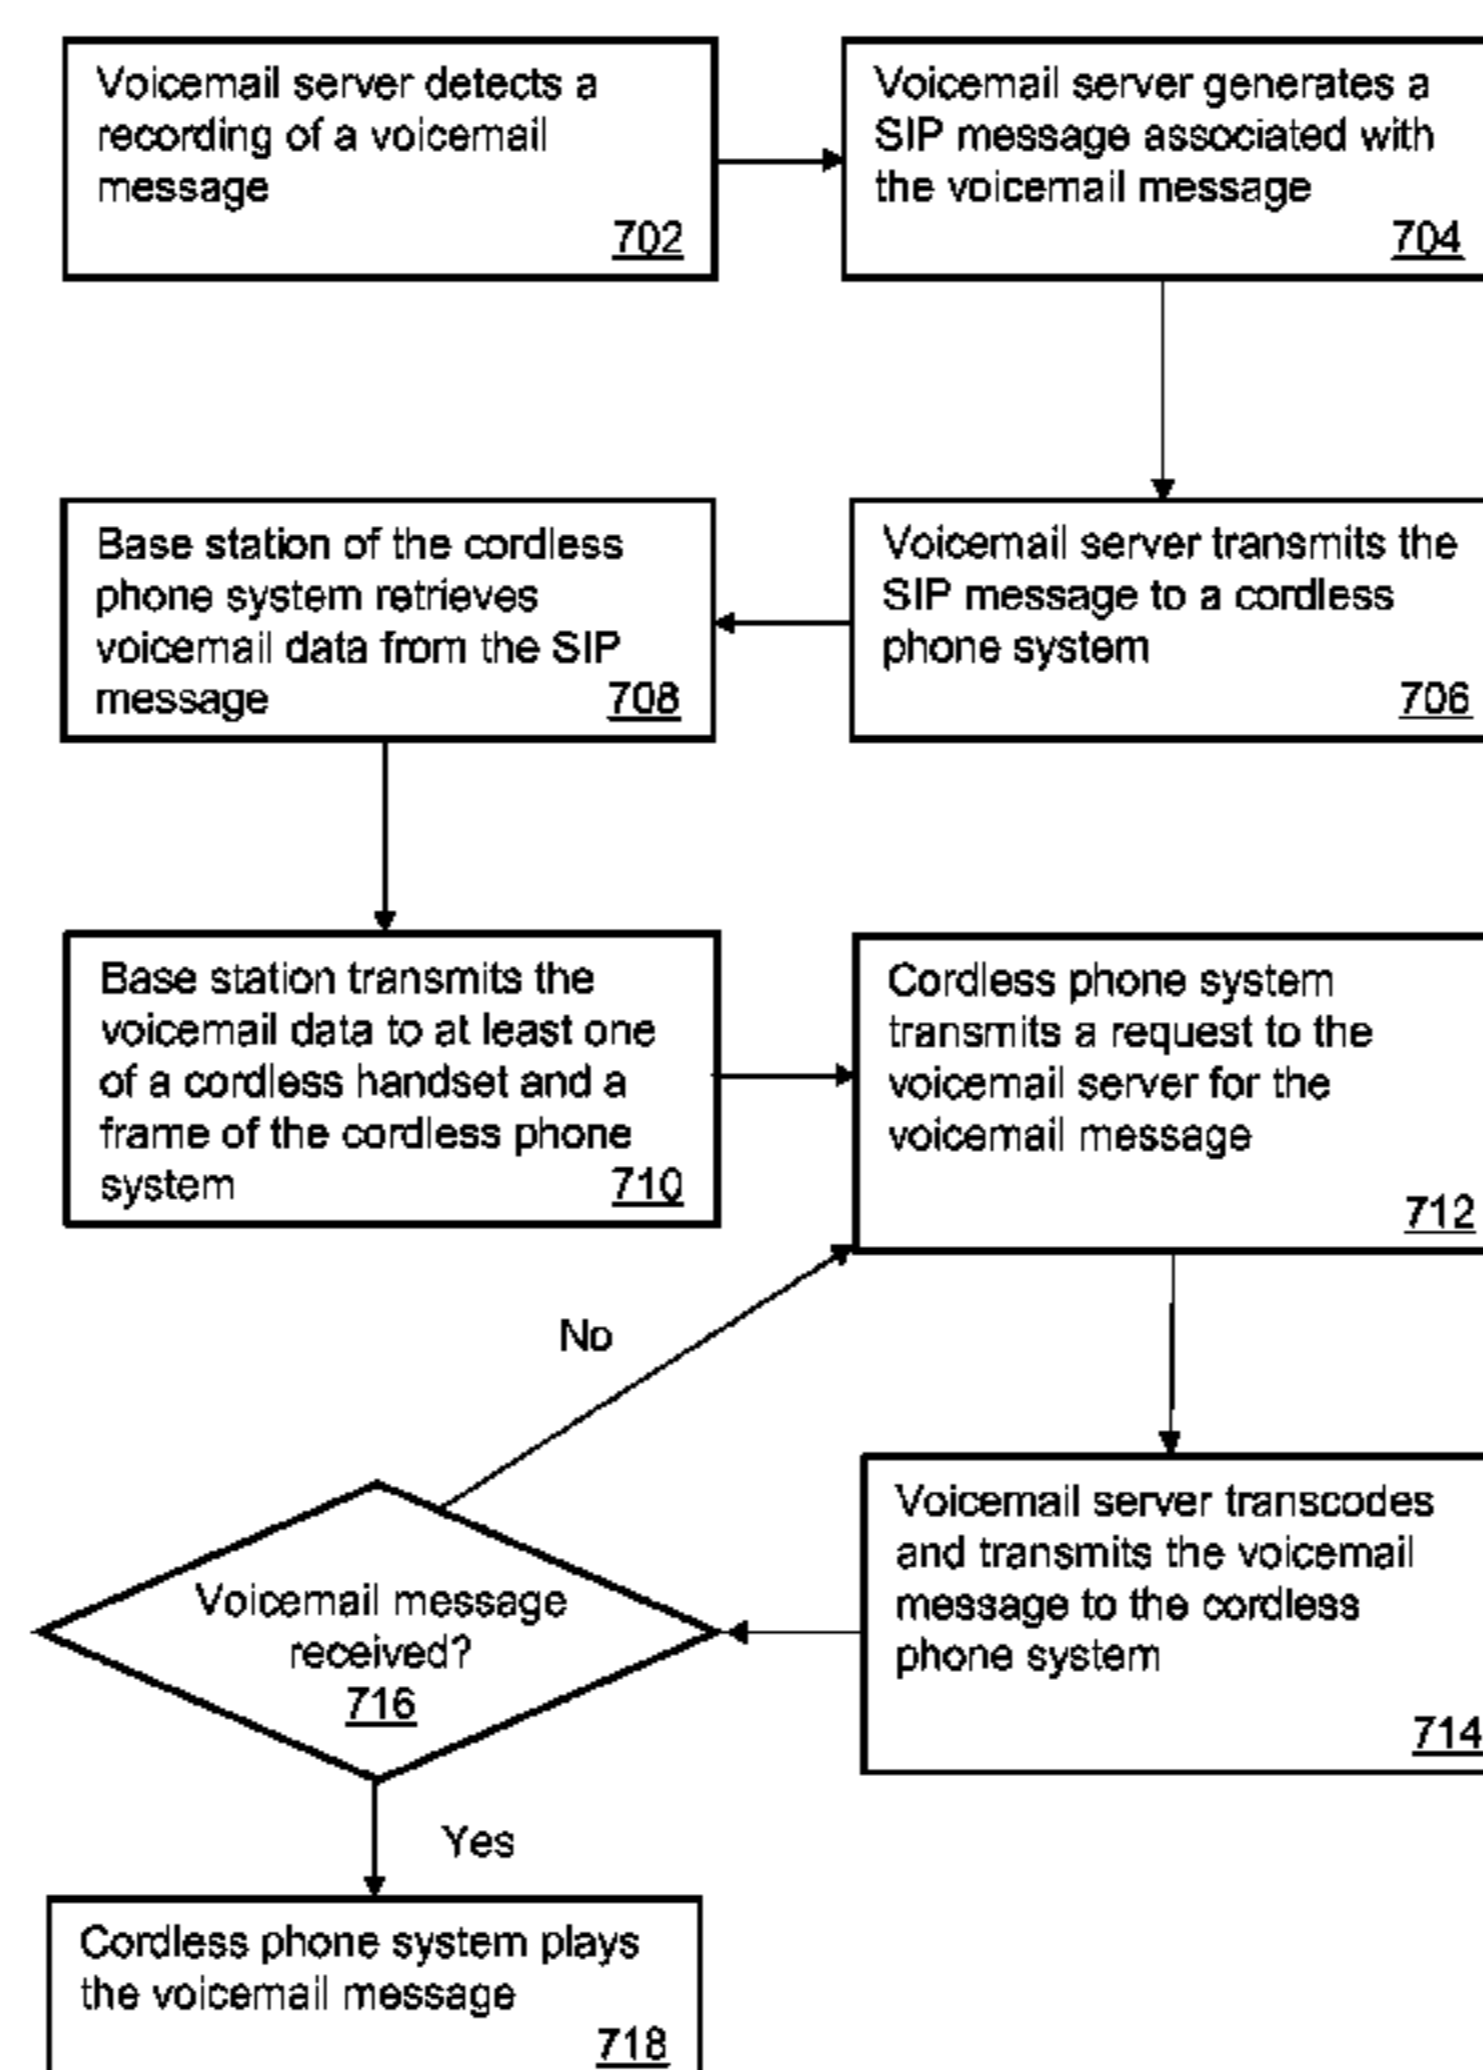 Voicemail server detects a
recording of a voicemail
message
702
Voicemail server generates a
SIP message associated with
the voicemail message
704
Voicemail server transmits the
SIP message to a cordless
phone system
706
Base station of the cordless
phone system retrieves
voicemail data from the SIP
message
708
Base station transmits the
voicemail data to at least one
of a cordless handset and a
frame of the cordless phone
system
710
Cordless phone system
transmits a request to the
voicemail server for the
voicemail message
712
Voicemail server transcodes
and transmits the voicemail
message to the cordless
phone system
714
Voicemail message
received?
716
No
Yes
Cordless phone system plays
the voicemail message
718